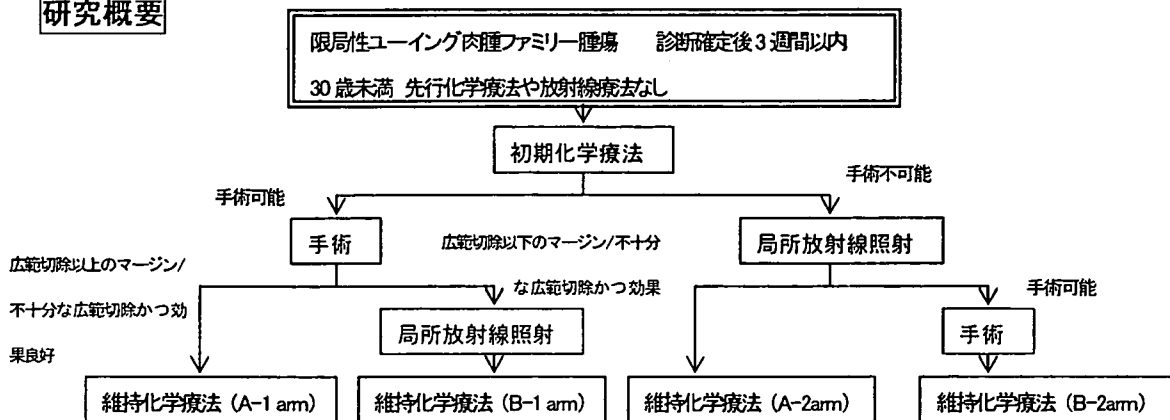 研究概要
限局性ユーイング肉腫ファミリー腫瘍 診断確定後3週間以内
30歳未満 先行化学療法や放射線療法なし
初期化学療法
手術可能
手術不可能
手術
広範切除以下のマージン/不十分
な広範切除かつ効果
局所放射線照射
広範切除以上のマージン/
不十分な広範切除かつ効
果良好
手術可能
局所放射線照射
手術
維持化学療法 (A-1 arm)
維持化学療法 (B-1 arm)
維持化学療法 (A-2arm)
維持化学療法 (B-2arm)